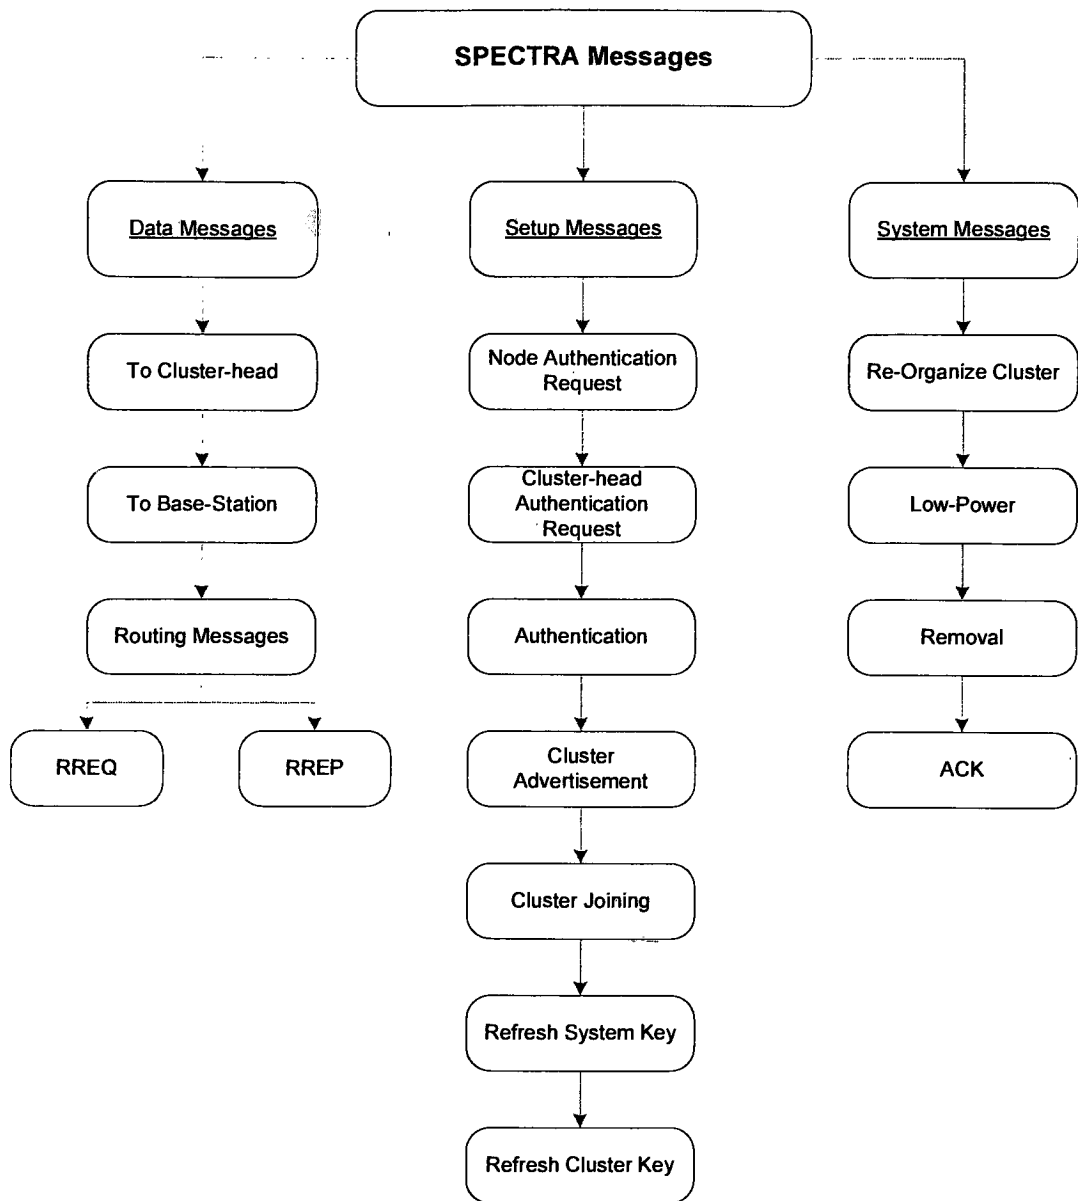 SPECTRA Messages
Data Messages
Setup Messages
System Messages
To Cluster-head
Node Authentication
Request
Re-Organize Cluster
To Base-Station
Cluster-head
Authentication
Request
Low-Power
Routing Messages
Authentication
Removal
RREQ
RREP
Cluster
Advertisement
ACK
Cluster Joining
Refresh System Key
Refresh Cluster Key